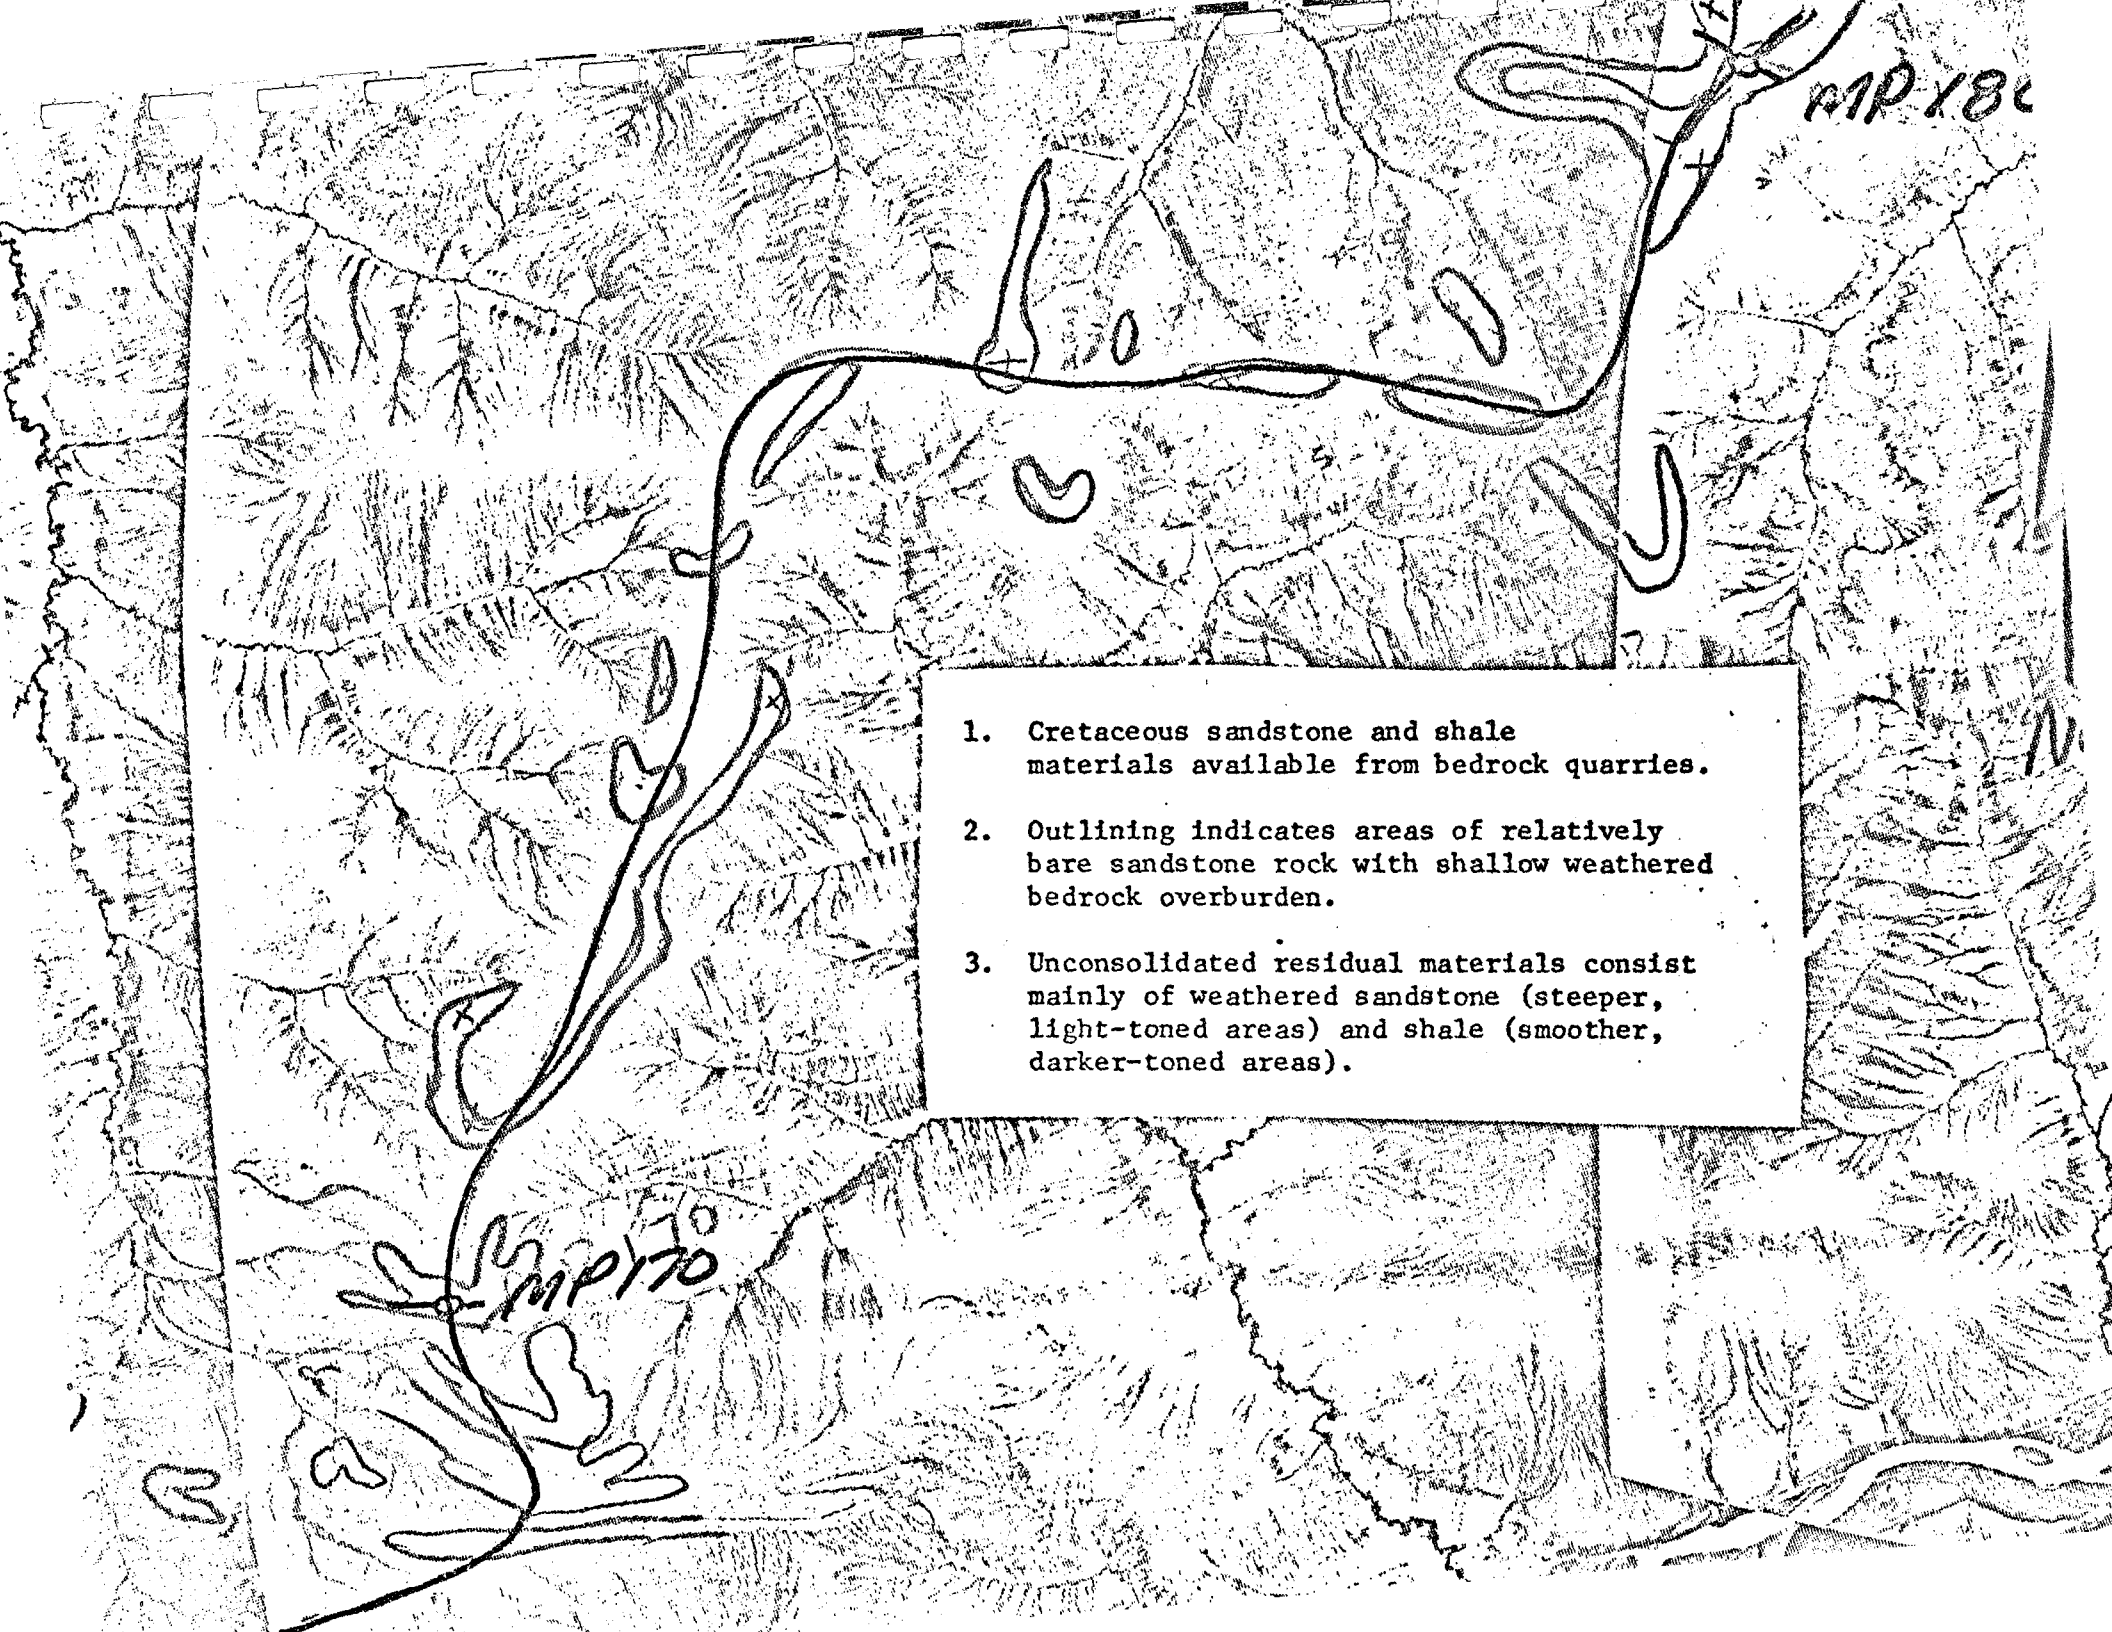 1. Cretaceous sandstone and shale
materials available from bedrock quarries.
2. Outlining indicates areas of relatively
bare sandstone rock with shallow weathered
bedrock overburden.
3. Unconsolidated residual materials consist
mainly of weathered sandstone (steeper,
light-toned areas) and shale (smoother,
darker-toned areas).
MP 170